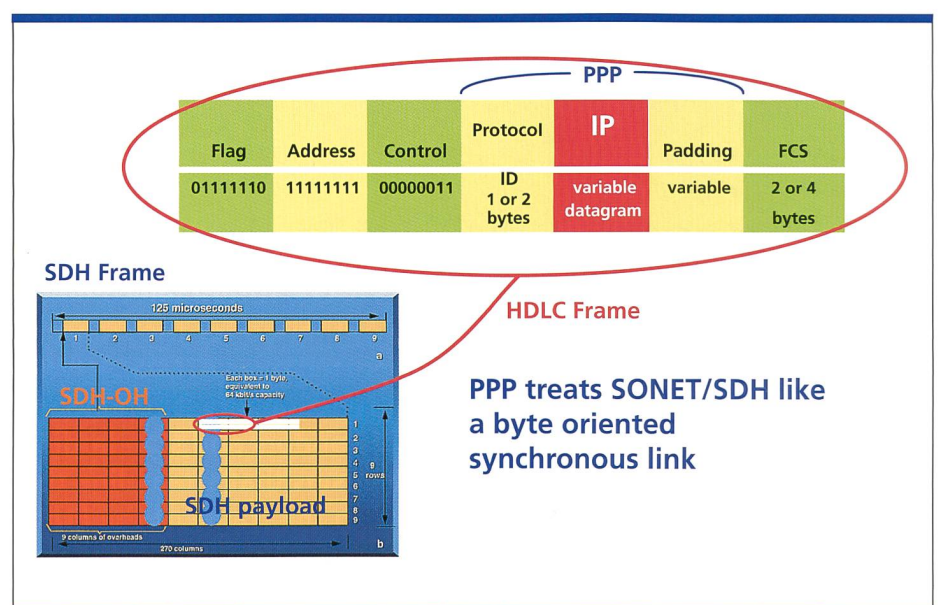 PPP
Flag Address Control Protocol IP Padding FCS
01111110 11111111 00000011 ID 1 or 2 bytes variable datagram variable 2 or 4 bytes
SDH Frame
HDLC Frame
125 microseconds
1 2 3 4 5 6 7 8 9
a
Each box = 1 byte,
equivalent to
64 kbit/s capacity
SDH-OH
1
2
3
4
5
6
7
8
9
9
rows
SDH payload
9 columns of overheads
270 columns
b
PPP treats SONET/SDH like
a byte oriented
synchronous link